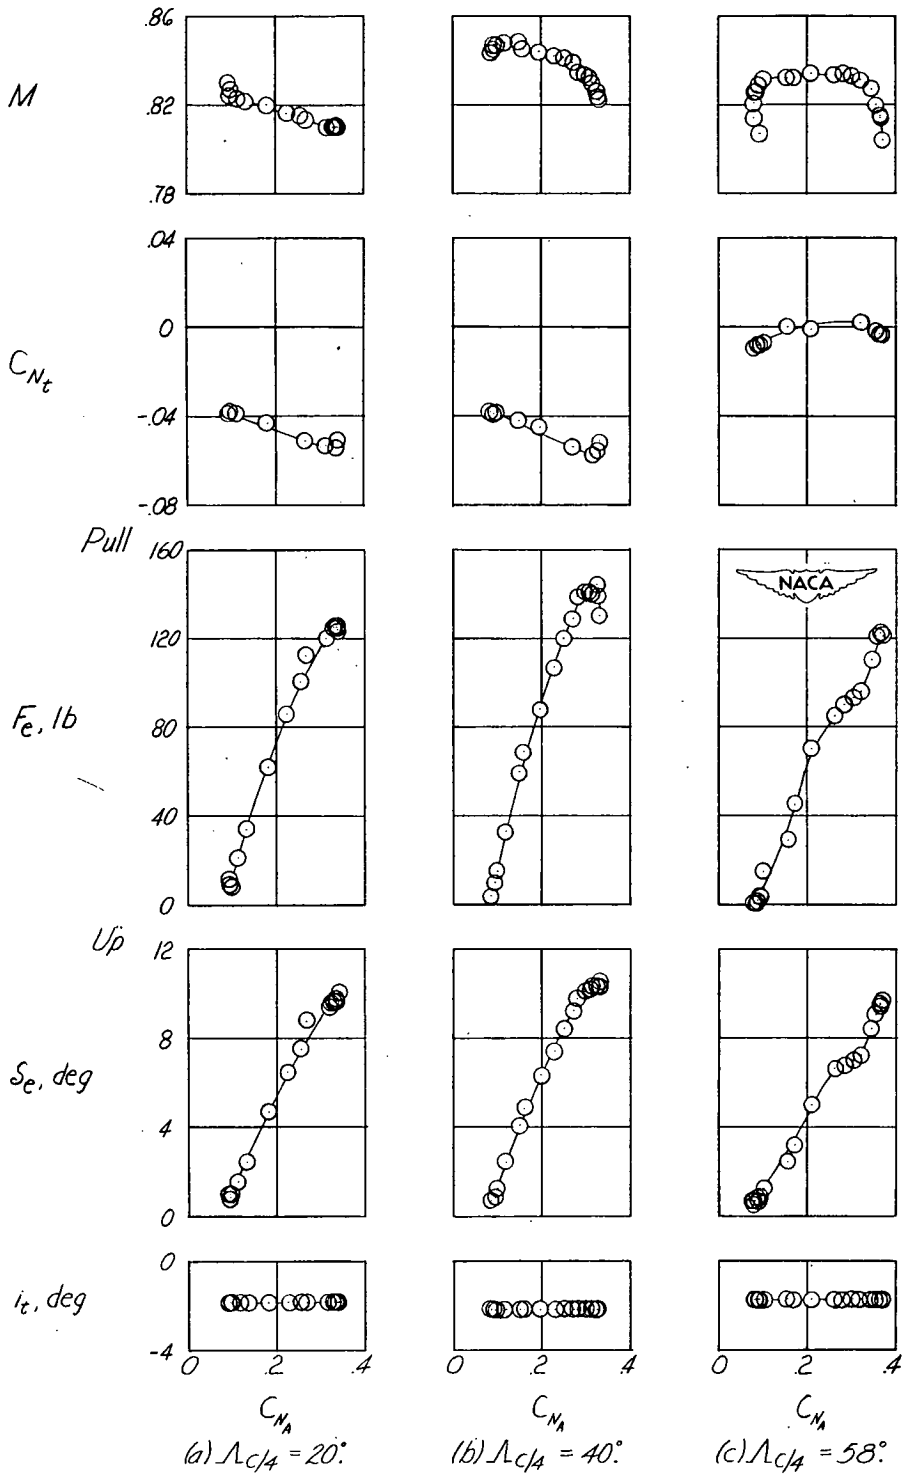 .86
M
.82
.78
.04
0
C_{N_t}
-.04
-.08
Pull
160
120
NACA
F_e, lb
80
40
0
Up
12
8
δ_e, deg
4
0
0
i_t, deg
-4
0 .2 .4 0 .2 .4 0 .2 .4
C_{N_A} C_{N_A} C_{N_A}
(a) Λ_{C/4} = 20°. (b) Λ_{C/4} = 40°. (c) Λ_{C/4} = 58°.